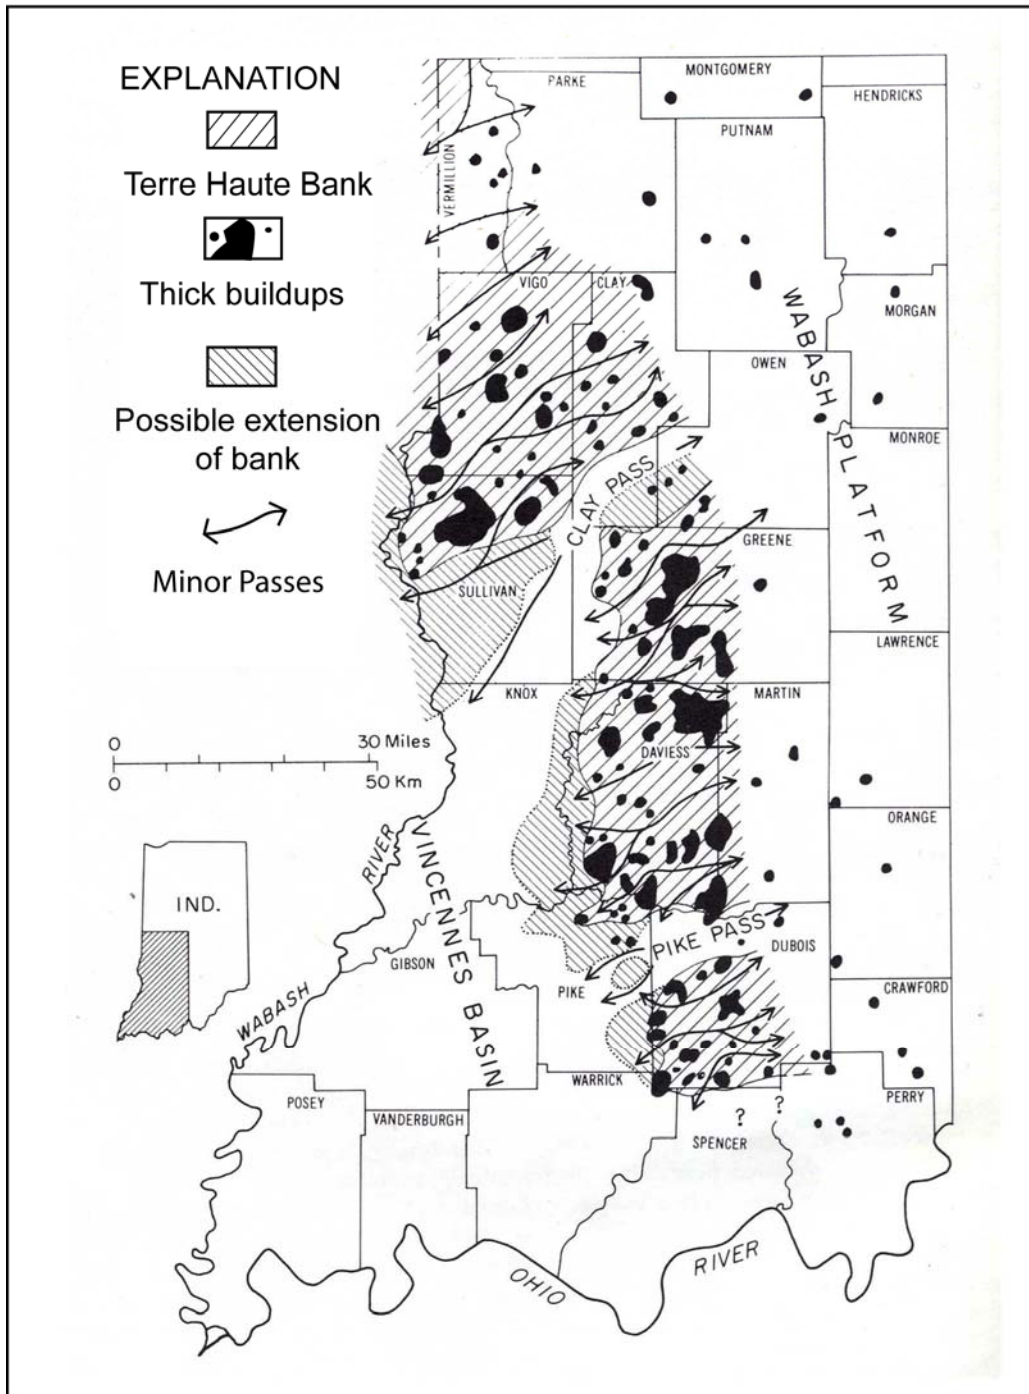 EXPLANATION
Terre Haute Bank
Thick buildups
Possible extension
of bank
Minor Passes
PARKE
MONTGOMERY
HENDRICKS
PUTNAM
VERMILLION
VIGO
CLAY
MORGAN
OWEN
MONROE
WABASH PLATFORM
CLAY PASS
GREENE
SULLIVAN
LAWRENCE
KNOX
MARTIN
DAVIESS
0 30 Miles
0 50 Km
ORANGE
IND.
WABASH RIVER
VINCENNES BASIN
PIKE PASS
DUBOIS
GIBSON
PIKE
CRAWFORD
WARRICK
PERRY
POSEY
VANDERBURGH
? ?
SPENCER
OHIO RIVER